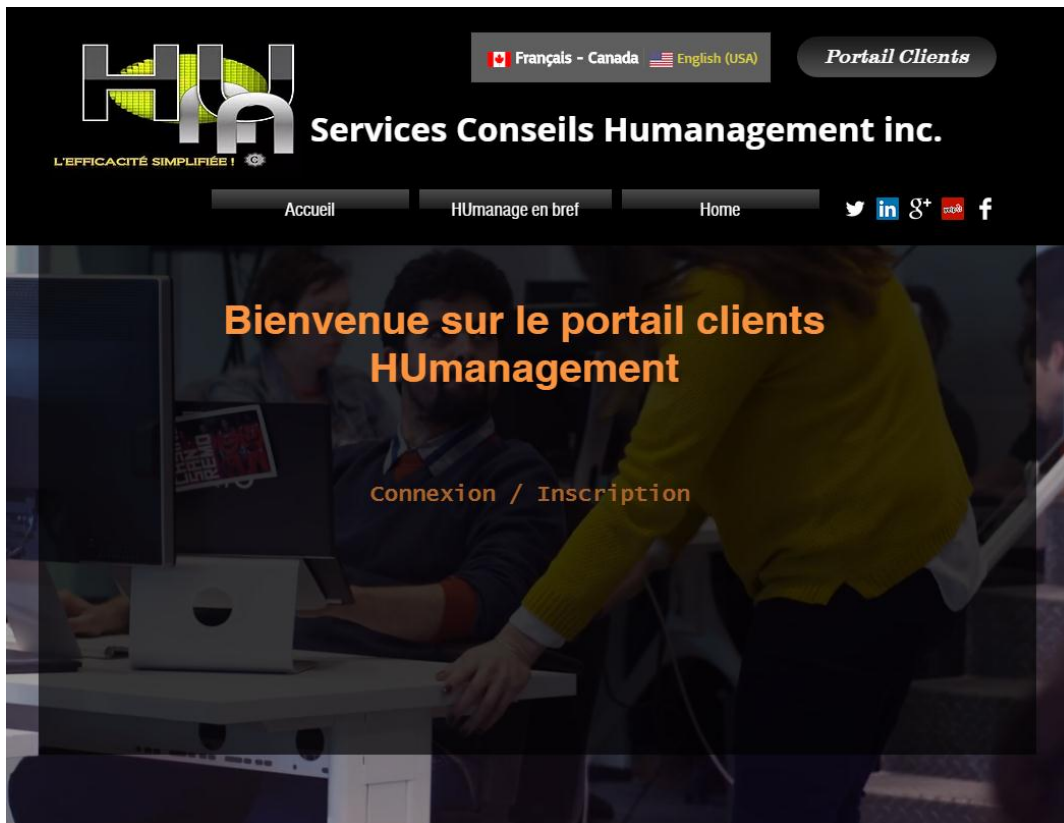 HUM
L'EFFICACITÉ SIMPLIFIÉE !
Français - Canada
English (USA)
Portail Clients
Services Conseils Humanagement inc.
Accueil
HUmanage en bref
Home
Bienvenue sur le portail clients
HUmanagement
Connexion / Inscription